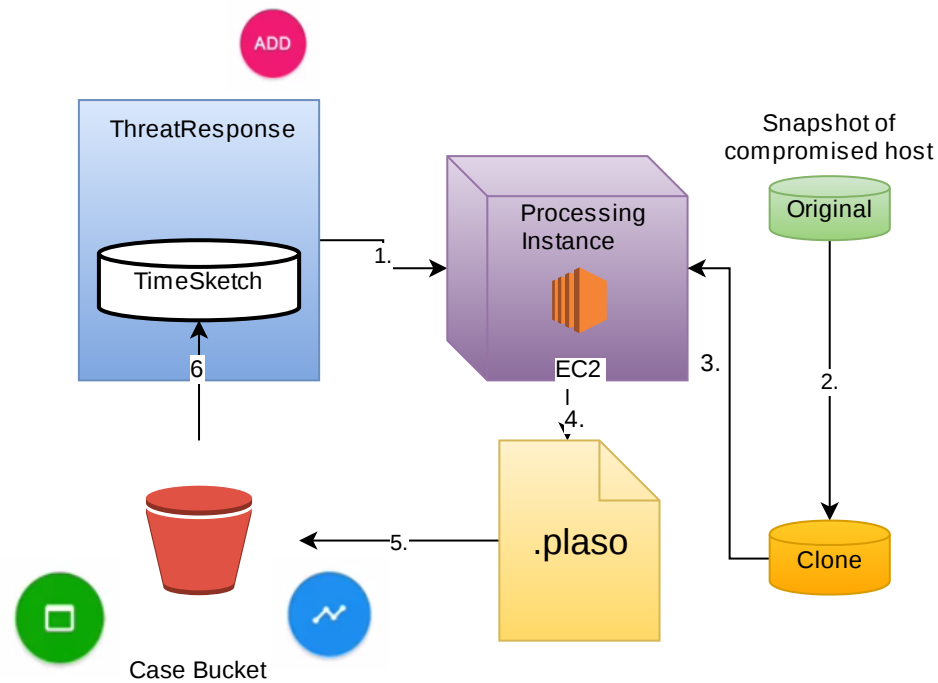 ADD
ThreatResponse
TimeSketch
1.
Processing
Instance
EC2
Snapshot of
compromised host
Original
2.
Clone
3.
4.
.plaso
5.
6
Case Bucket